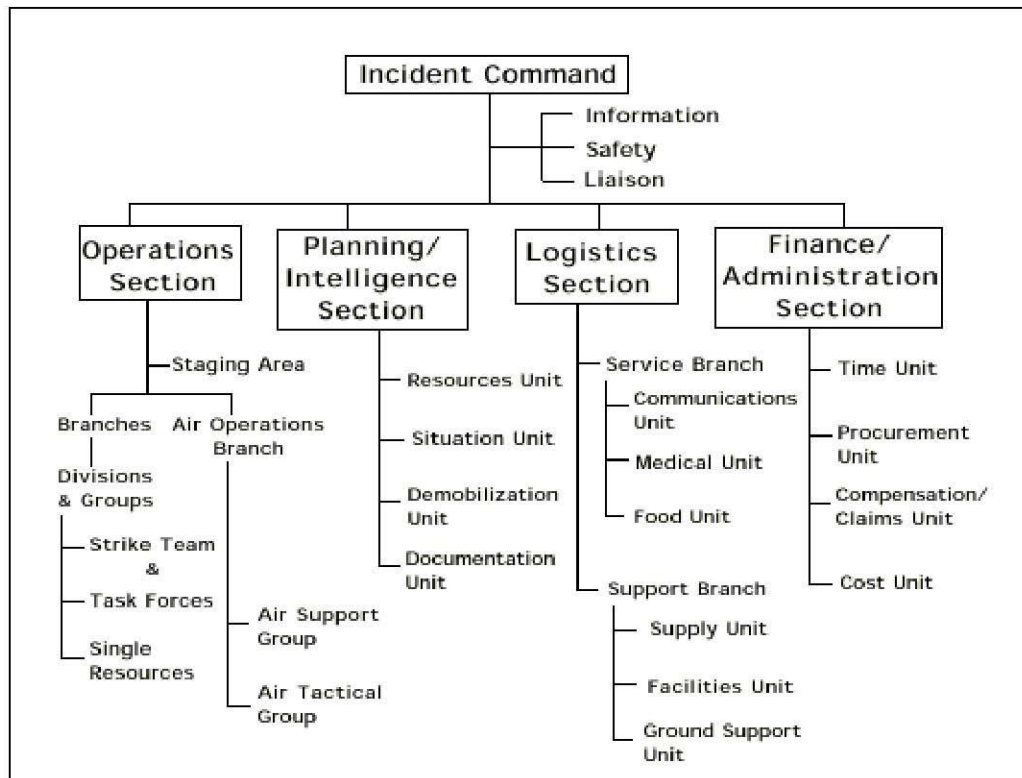 Incident Command
Information
Safety
Liaison
Operations
Section
Planning/
Intelligence
Section
Logistics
Section
Finance/
Administration
Section
Staging Area
Branches
Air Operations
Branch
Divisions
& Groups
Strike Team
&
Task Forces
Single
Resources
Air Support
Group
Air Tactical
Group
Resources Unit
Situation Unit
Demobilization
Unit
Documentation
Unit
Service Branch
Communications
Unit
Medical Unit
Food Unit
Support Branch
Supply Unit
Facilities Unit
Ground Support
Unit
Time Unit
Procurement
Unit
Compensation/
Claims Unit
Cost Unit